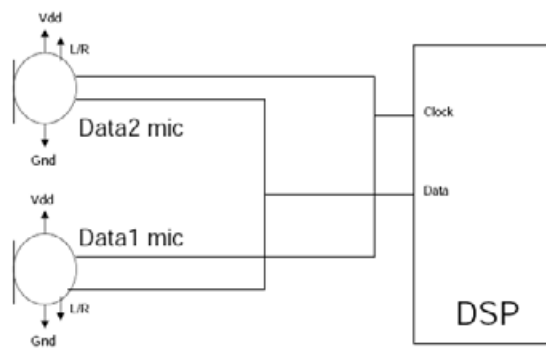 Vdd
L/R
Data2 mic
Gnd
Vdd
Data1 mic
L/R
Gnd
Clock
Data
DSP